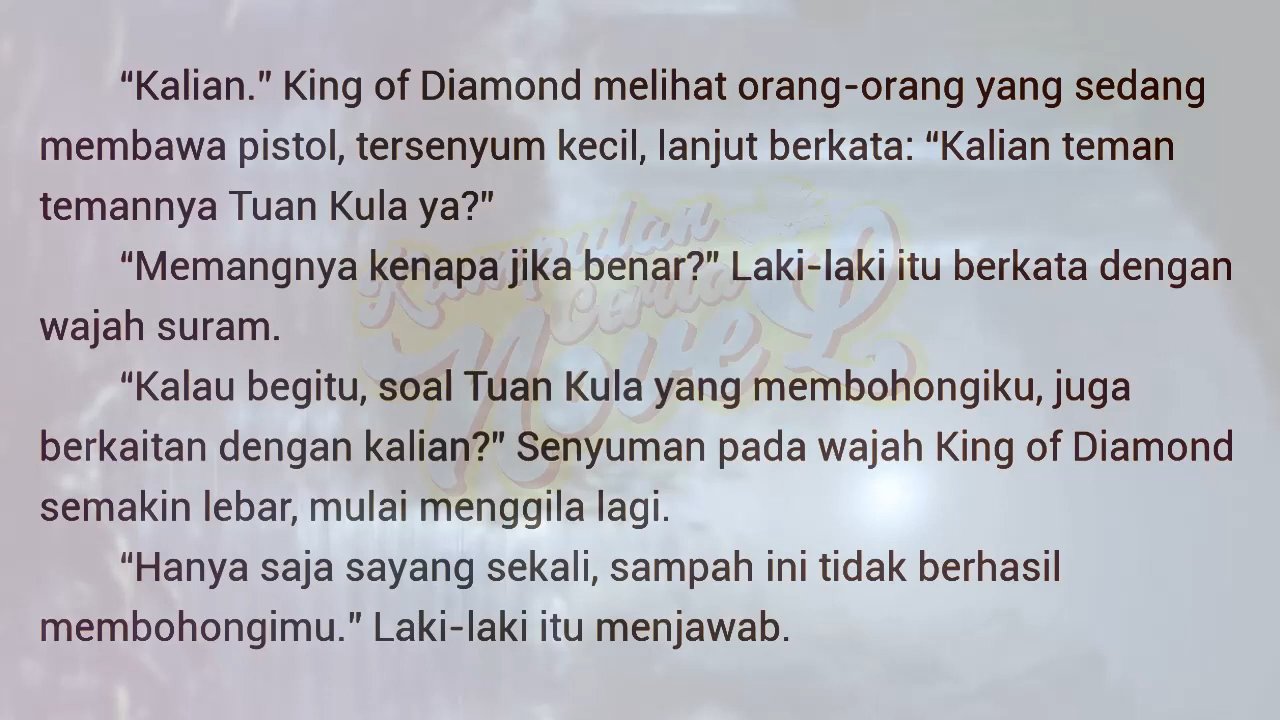 “Kalian.” King of Diamond melihat orang-orang yang sedang
membawa pistol, tersenyum kecil, lanjut berkata: “Kalian teman
temannya Tuan Kula ya?”
“Memangnya kenapa jika benar?” Laki-laki itu berkata dengan
wajah suram.
“Kalau begitu, soal Tuan Kula yang membohongiku, juga
berkaitan dengan kalian?” Senyuman pada wajah King of Diamond
semakin lebar, mulai menggila lagi.
“Hanya saja sayang sekali, sampah ini tidak berhasil
membohongimu.” Laki-laki itu menjawab.
Kumpulan
Cerita
Novel